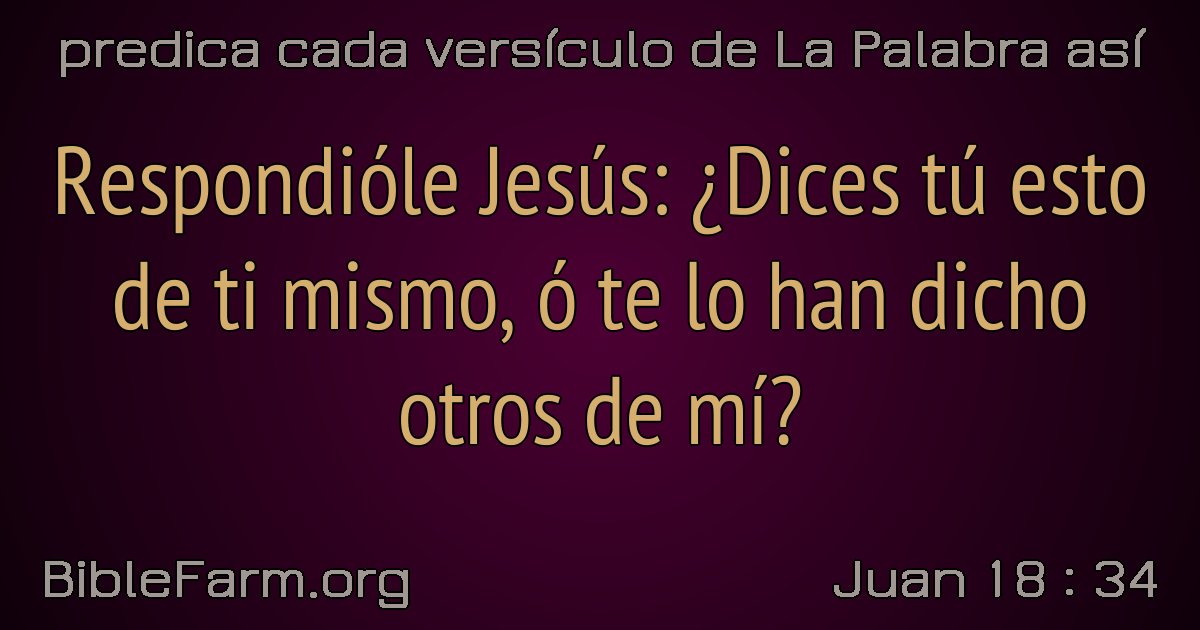 predica cada versículo de La Palabra así
Respondióle Jesús: ¿Dices tú esto
de ti mismo, ó te lo han dicho
otros de mí?
BibleFarm.org
Juan 18 : 34